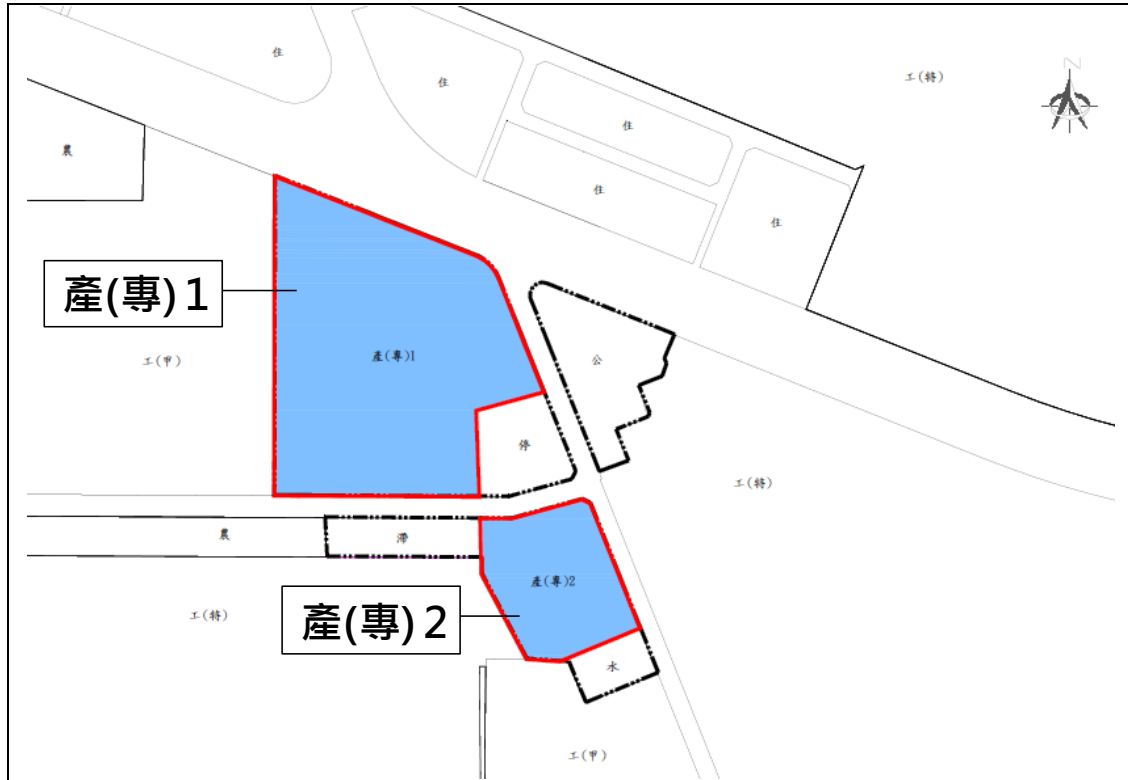 住
工(特)
住
N
住
農
住
住
產(專)1
產(專)1
工(甲)
公
停
工(特)
農
滯
產(專)2
工(特)
產(專)2
水
工(甲)